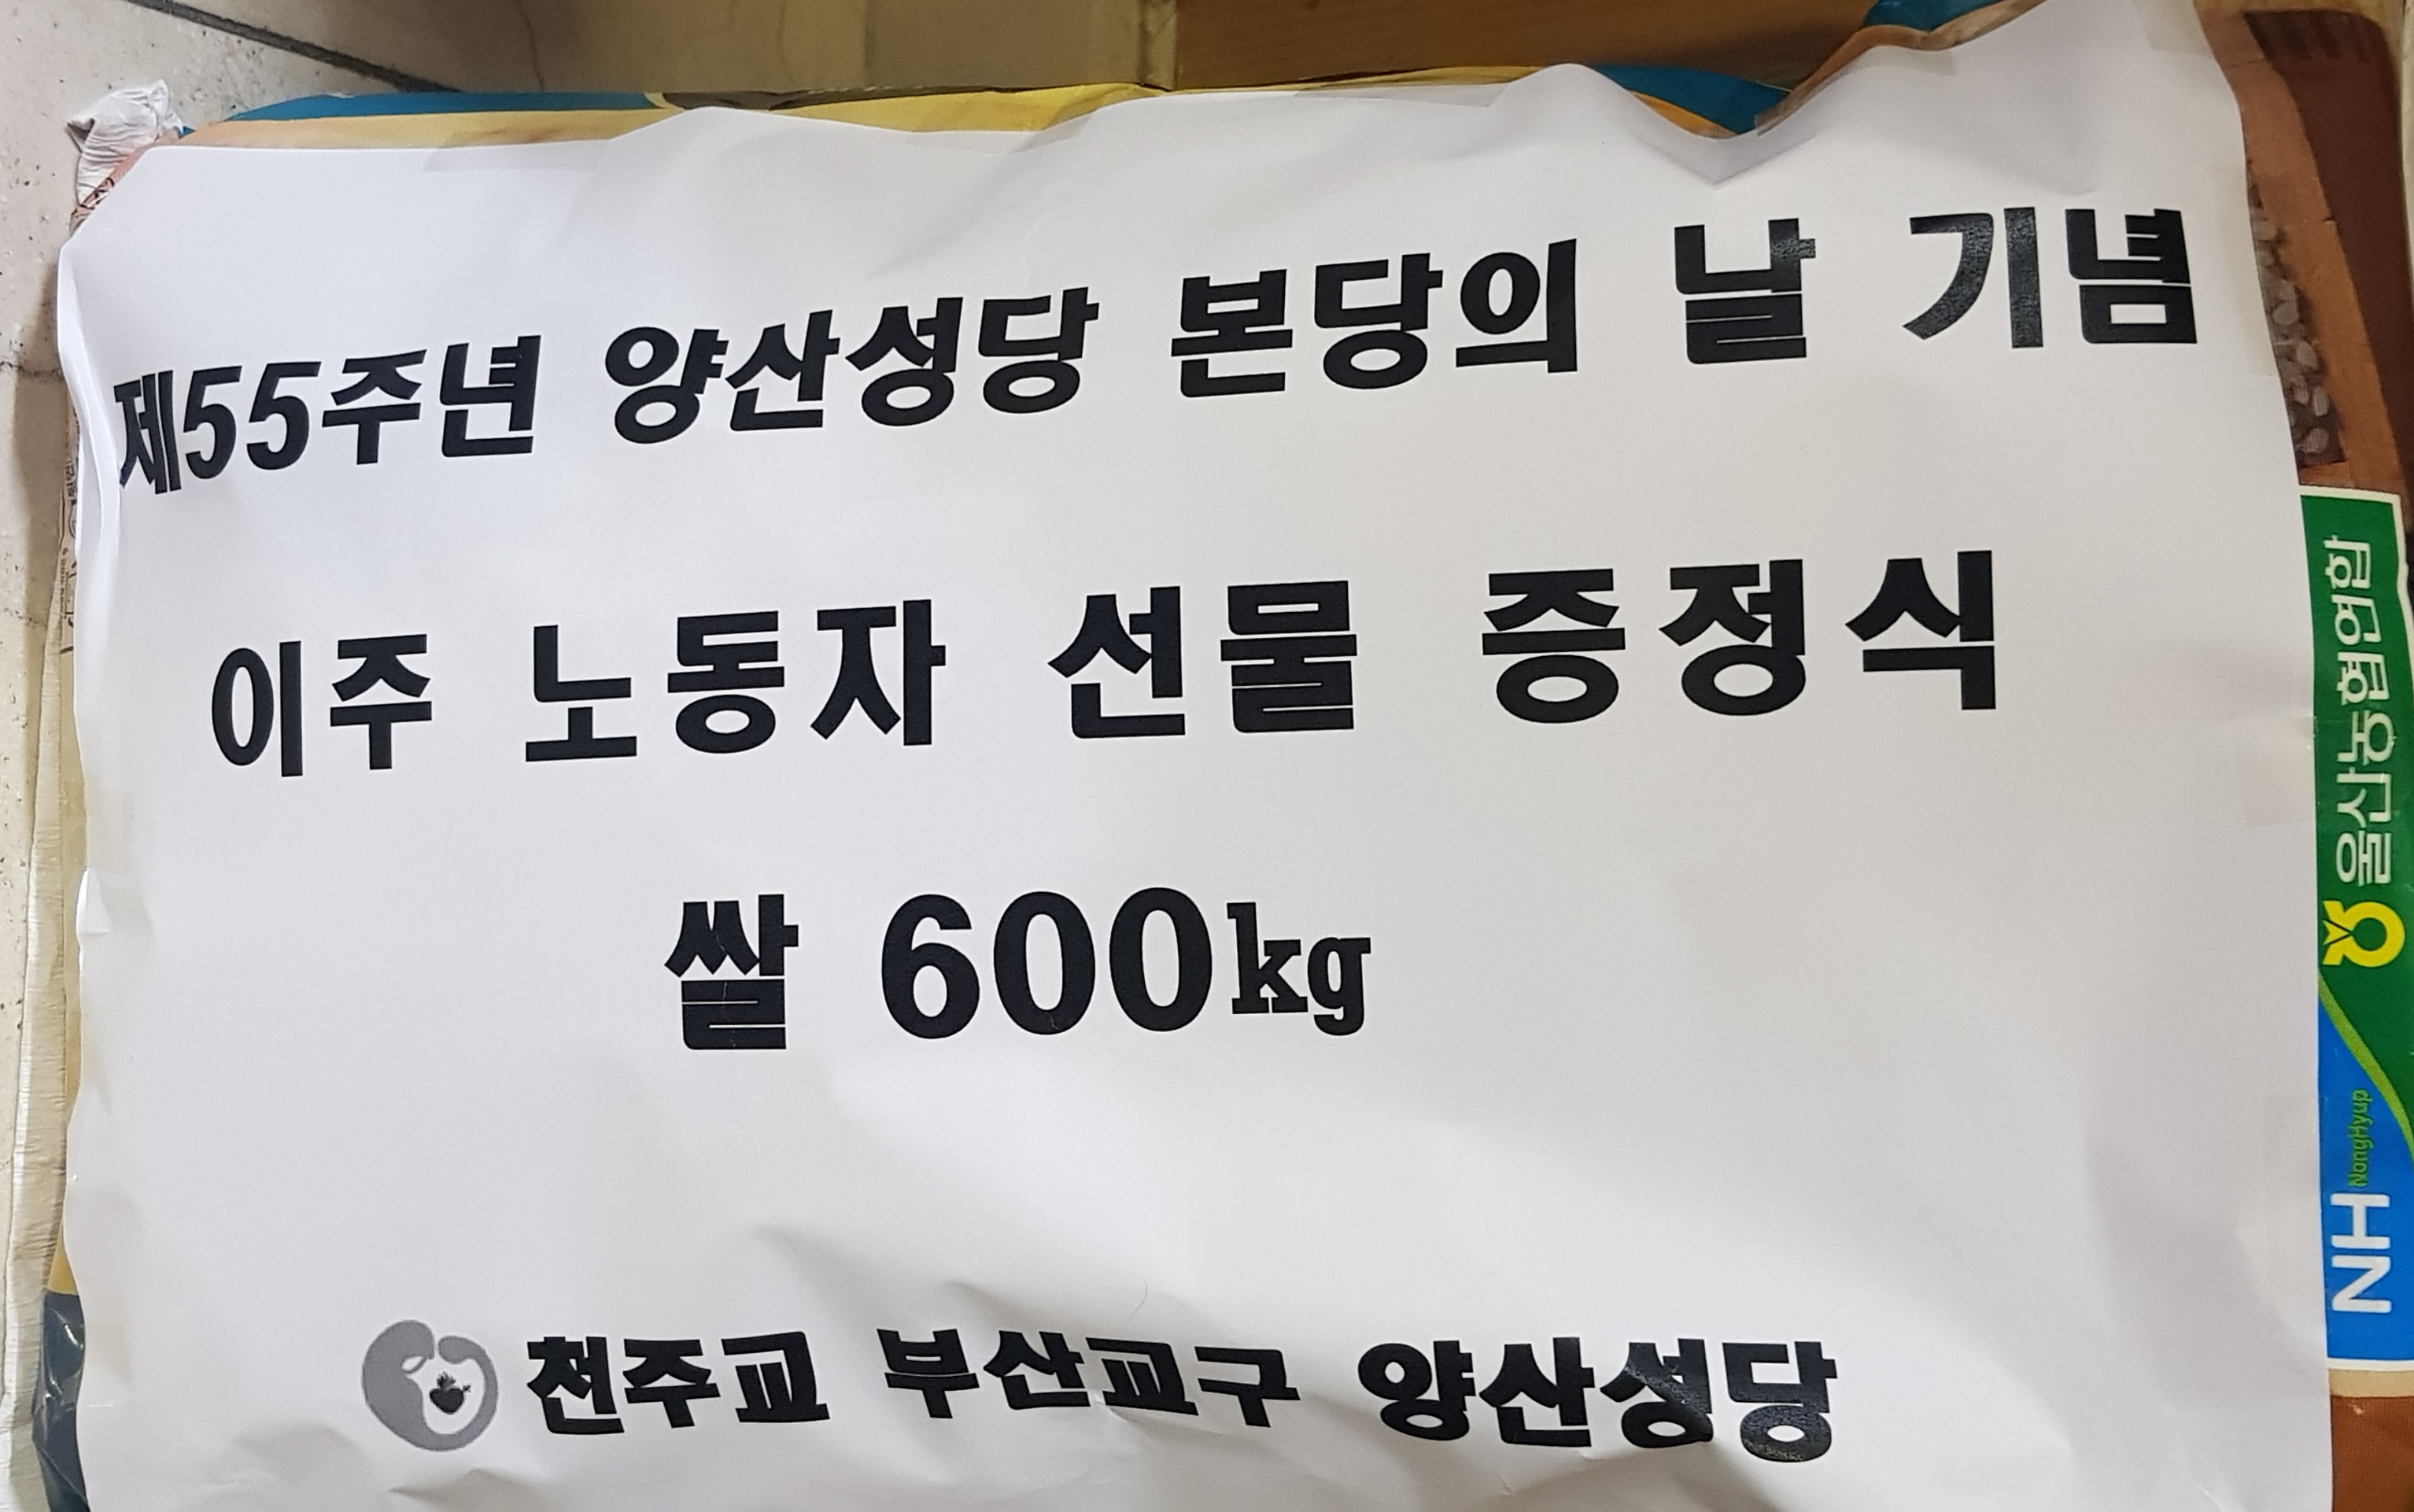 제55주년 양산성당 본당의 날 기념
이주 노동자 선물 증정식
쌀 600kg
천주교 부산교구 양산성당
울산농협연합
NH NongHyup